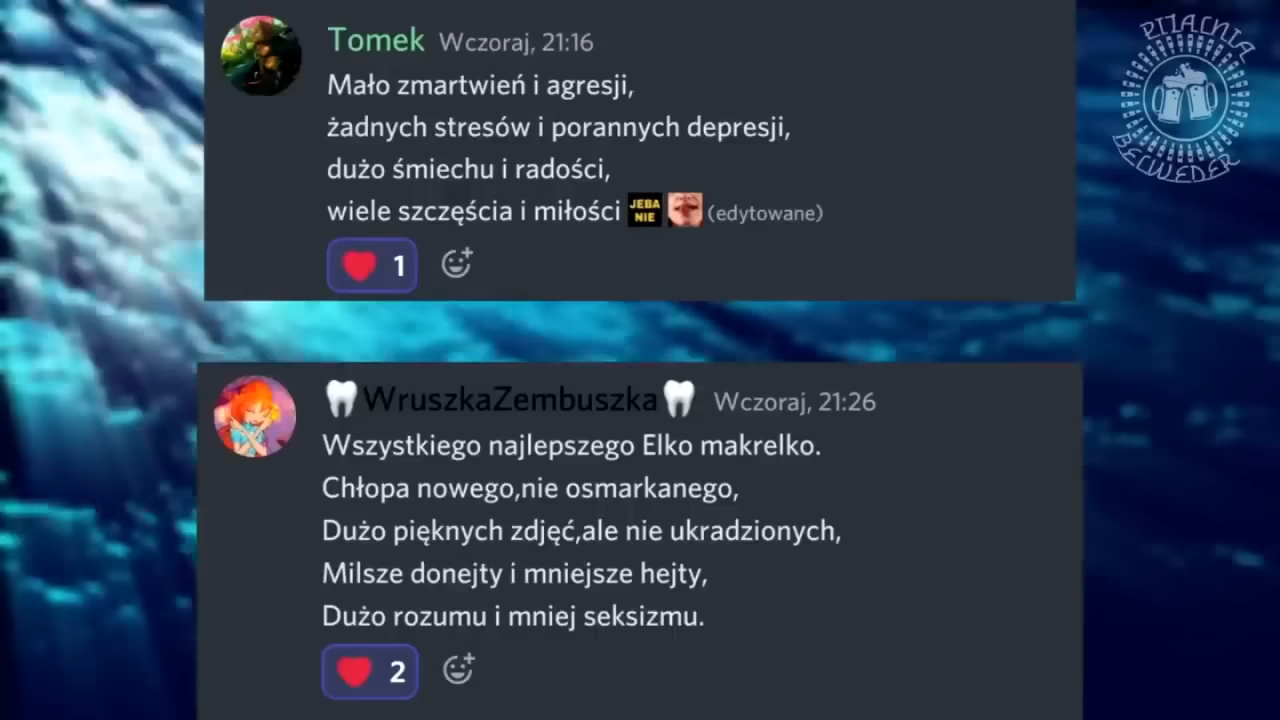 PIJALNIA
BELWEDER
Tomek Wczoraj, 21:16
Mało zmartwień i agresji,
żadnych stresów i porannych depresji,
dużo śmiechu i radości,
wiele szczęścia i miłości JEBA NIE (edytowane)
1
WruszkaZembuszka Wczoraj, 21:26
Wszystkiego najlepszego Elko makrelko.
Chłopa nowego,nie osmarkanego,
Dużo pięknych zdjęć,ale nie ukradzionych,
Milsze donejty i mniejsze hejty,
Dużo rozumu i mniej seksizmu.
2